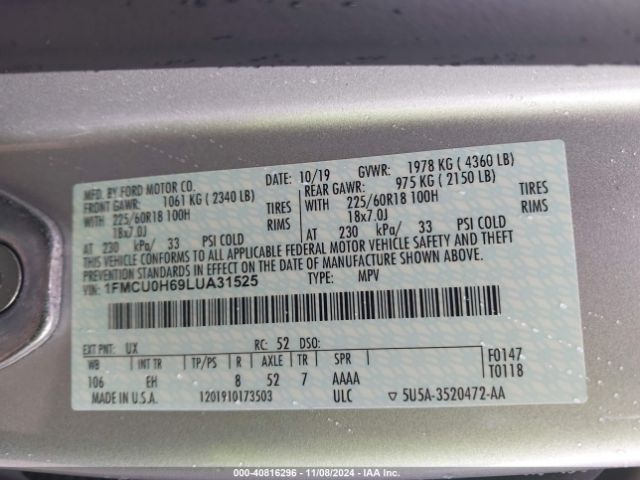 MFD. BY FORD MOTOR CO. DATE: 10/19 GVWR: 1978 KG ( 4360 LB)
FRONT GAWR: 1061 KG ( 2340 LB) REAR GAWR: 975 KG ( 2150 LB)
WITH 225/60R18 100H TIRES WITH 225/60R18 100H TIRES
18x7.0J RIMS 18x7.0J RIMS
AT 230 kPa/ 33 PSI COLD AT 230 kPa/ 33 PSI COLD
THIS VEHICLE CONFORMS TO ALL APPLICABLE FEDERAL MOTOR VEHICLE SAFETY AND THEFT
PREVENTION STANDARDS IN EFFECT ON THE DATE OF MANUFACTURE SHOWN ABOVE.
VIN: 1FMCU0H69LUA31525 TYPE: MPV
EXT PNT: UX RC: 52 DSO:
WB INT TR TP/PS R AXLE TR SPR F0147
106 EH 8 52 7 AAAA T0118
MADE IN U.S.A. 1201910173503 ULC 5U5A-3520472-AA
000-40816296 - 11/08/2024 - IAA Inc.